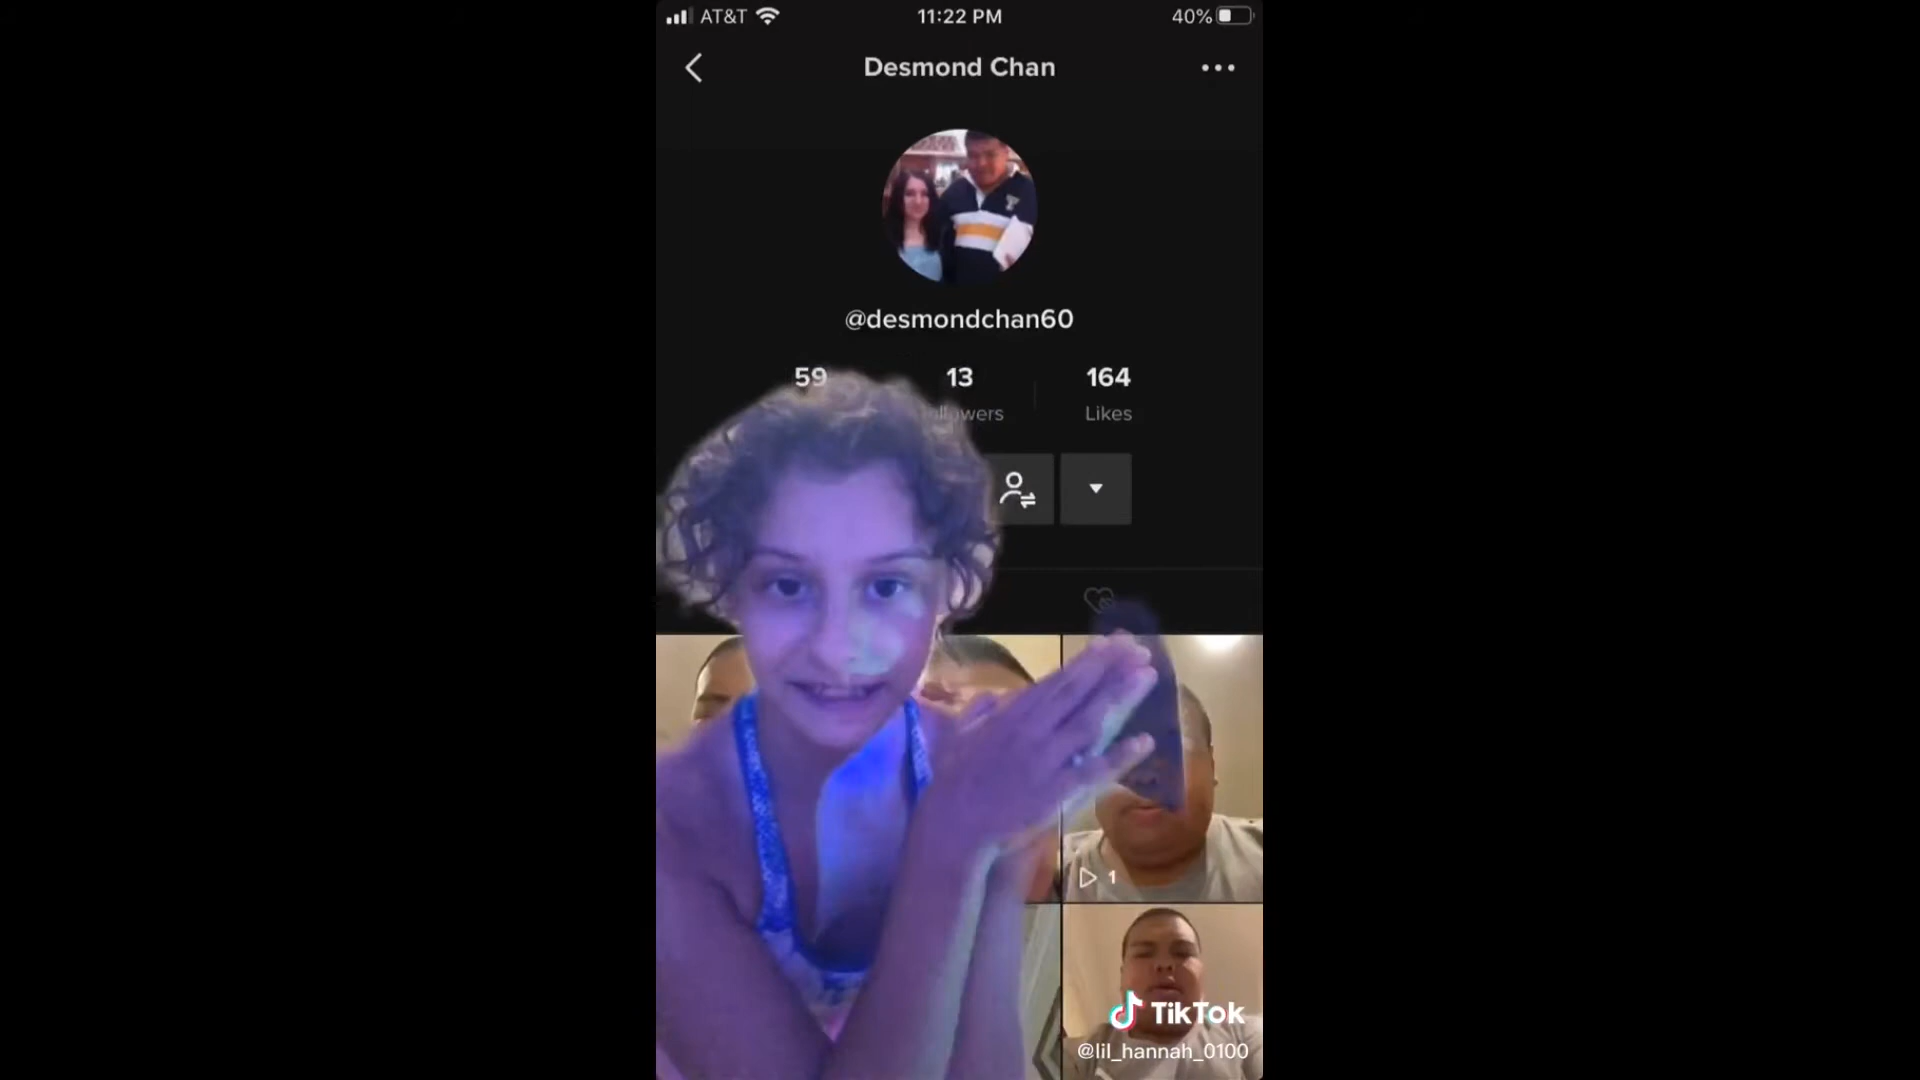 AT&T 11:22 PM 40%
Desmond Chan
@desmondchan60
59 13 164
Likes
1
TikTok
@lil_hannah_0100